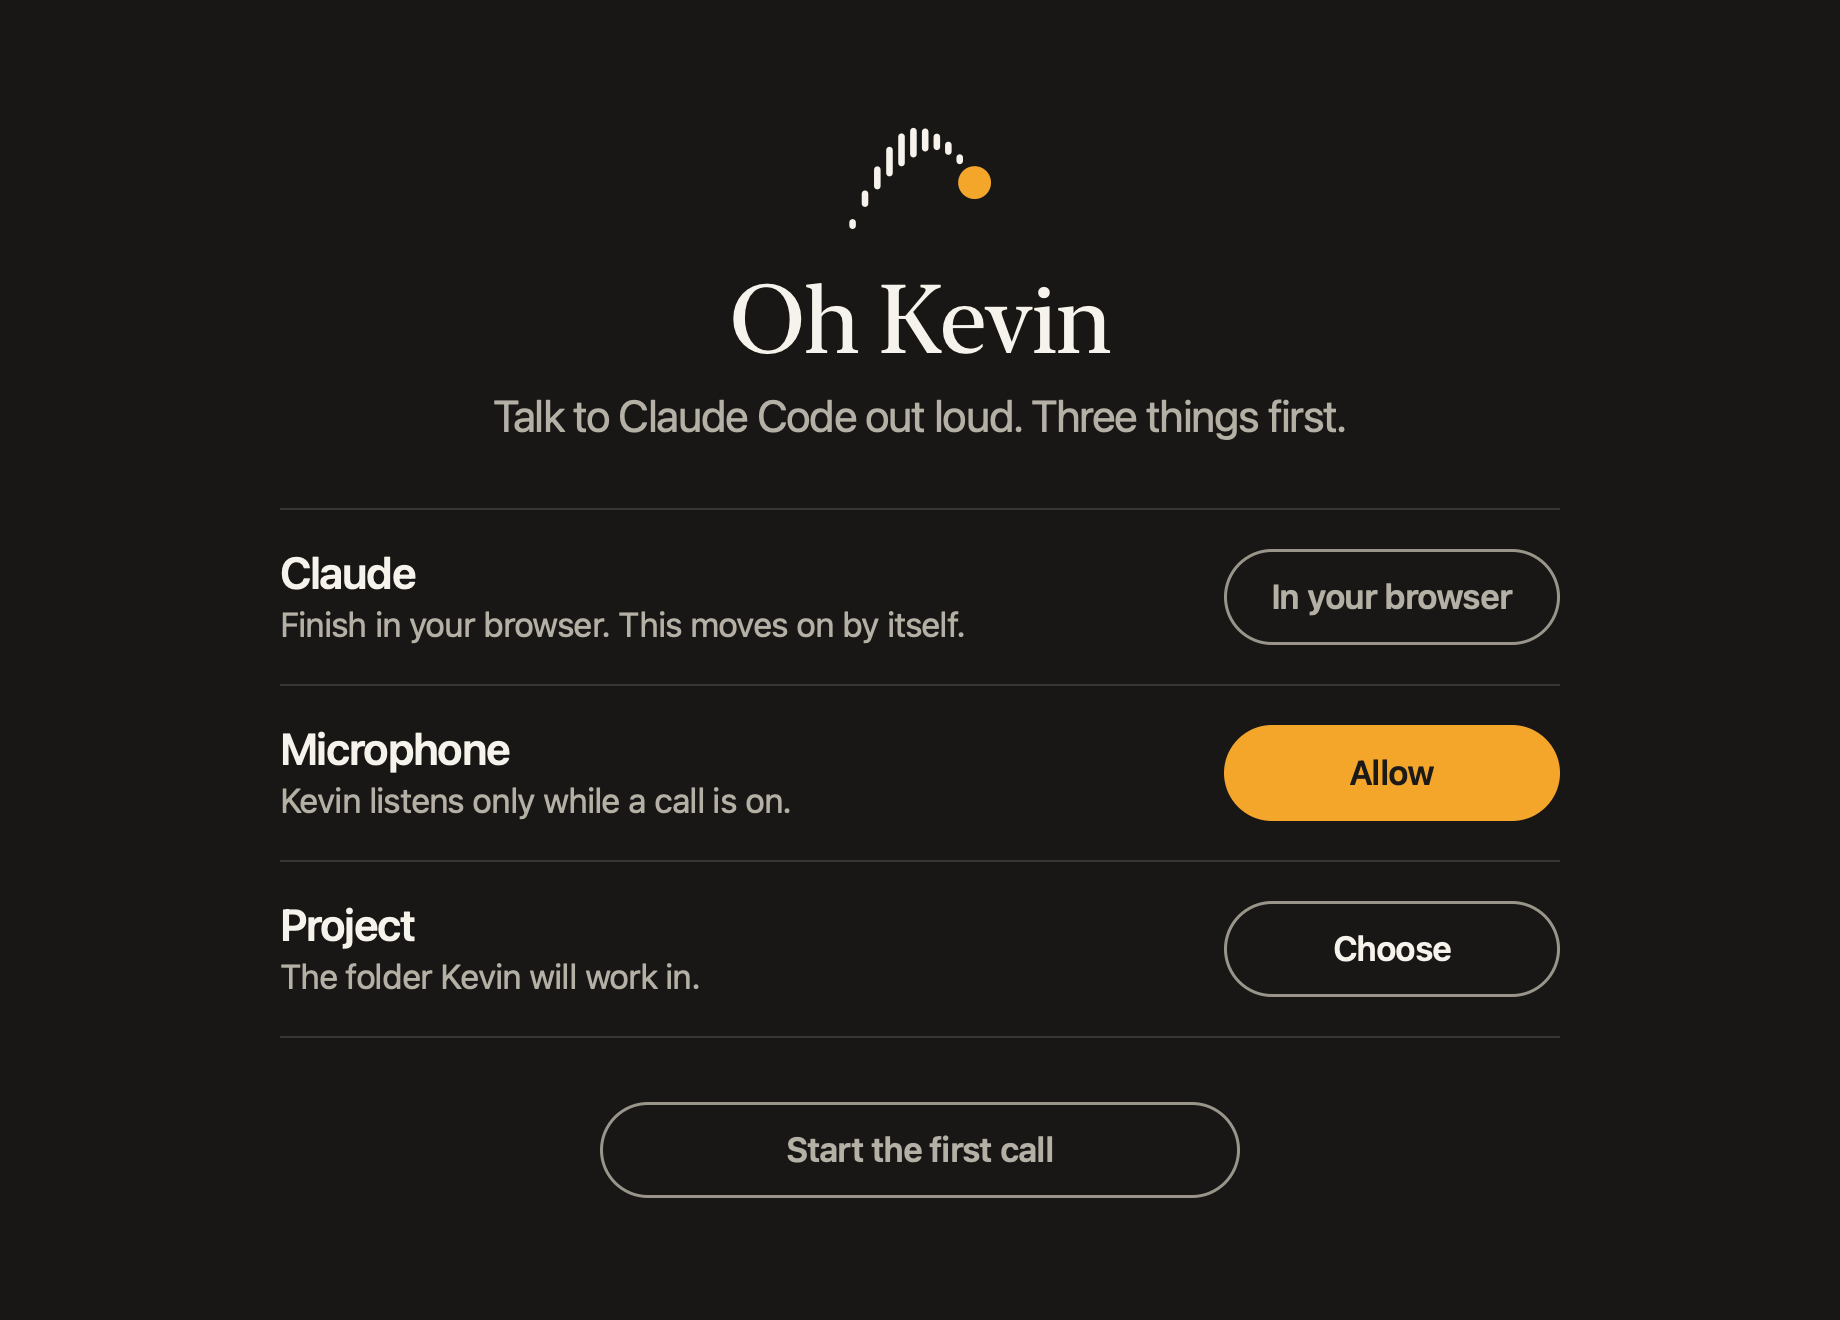 Oh Kevin
Talk to Claude Code out loud. Three things first.
Claude
Finish in your browser. This moves on by itself.
In your browser
Microphone
Kevin listens only while a call is on.
Allow
Project
The folder Kevin will work in.
Choose
Start the first call